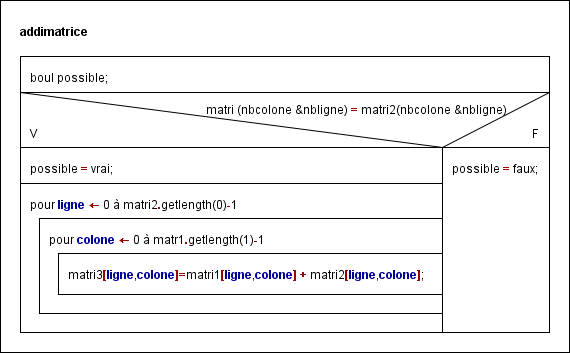 addimatrice
boul possible;
matri (nbcolone &nbligne) = matri2(nbcolone &nbligne)
V
F
possible = vrai;
possible = faux;
pour ligne ← 0 à matri2.getlength(0)-1
pour colone ← 0 à matr1.getlength(1)-1
matri3[ligne,colone]=matri1[ligne,colone] + matri2[ligne,colone];